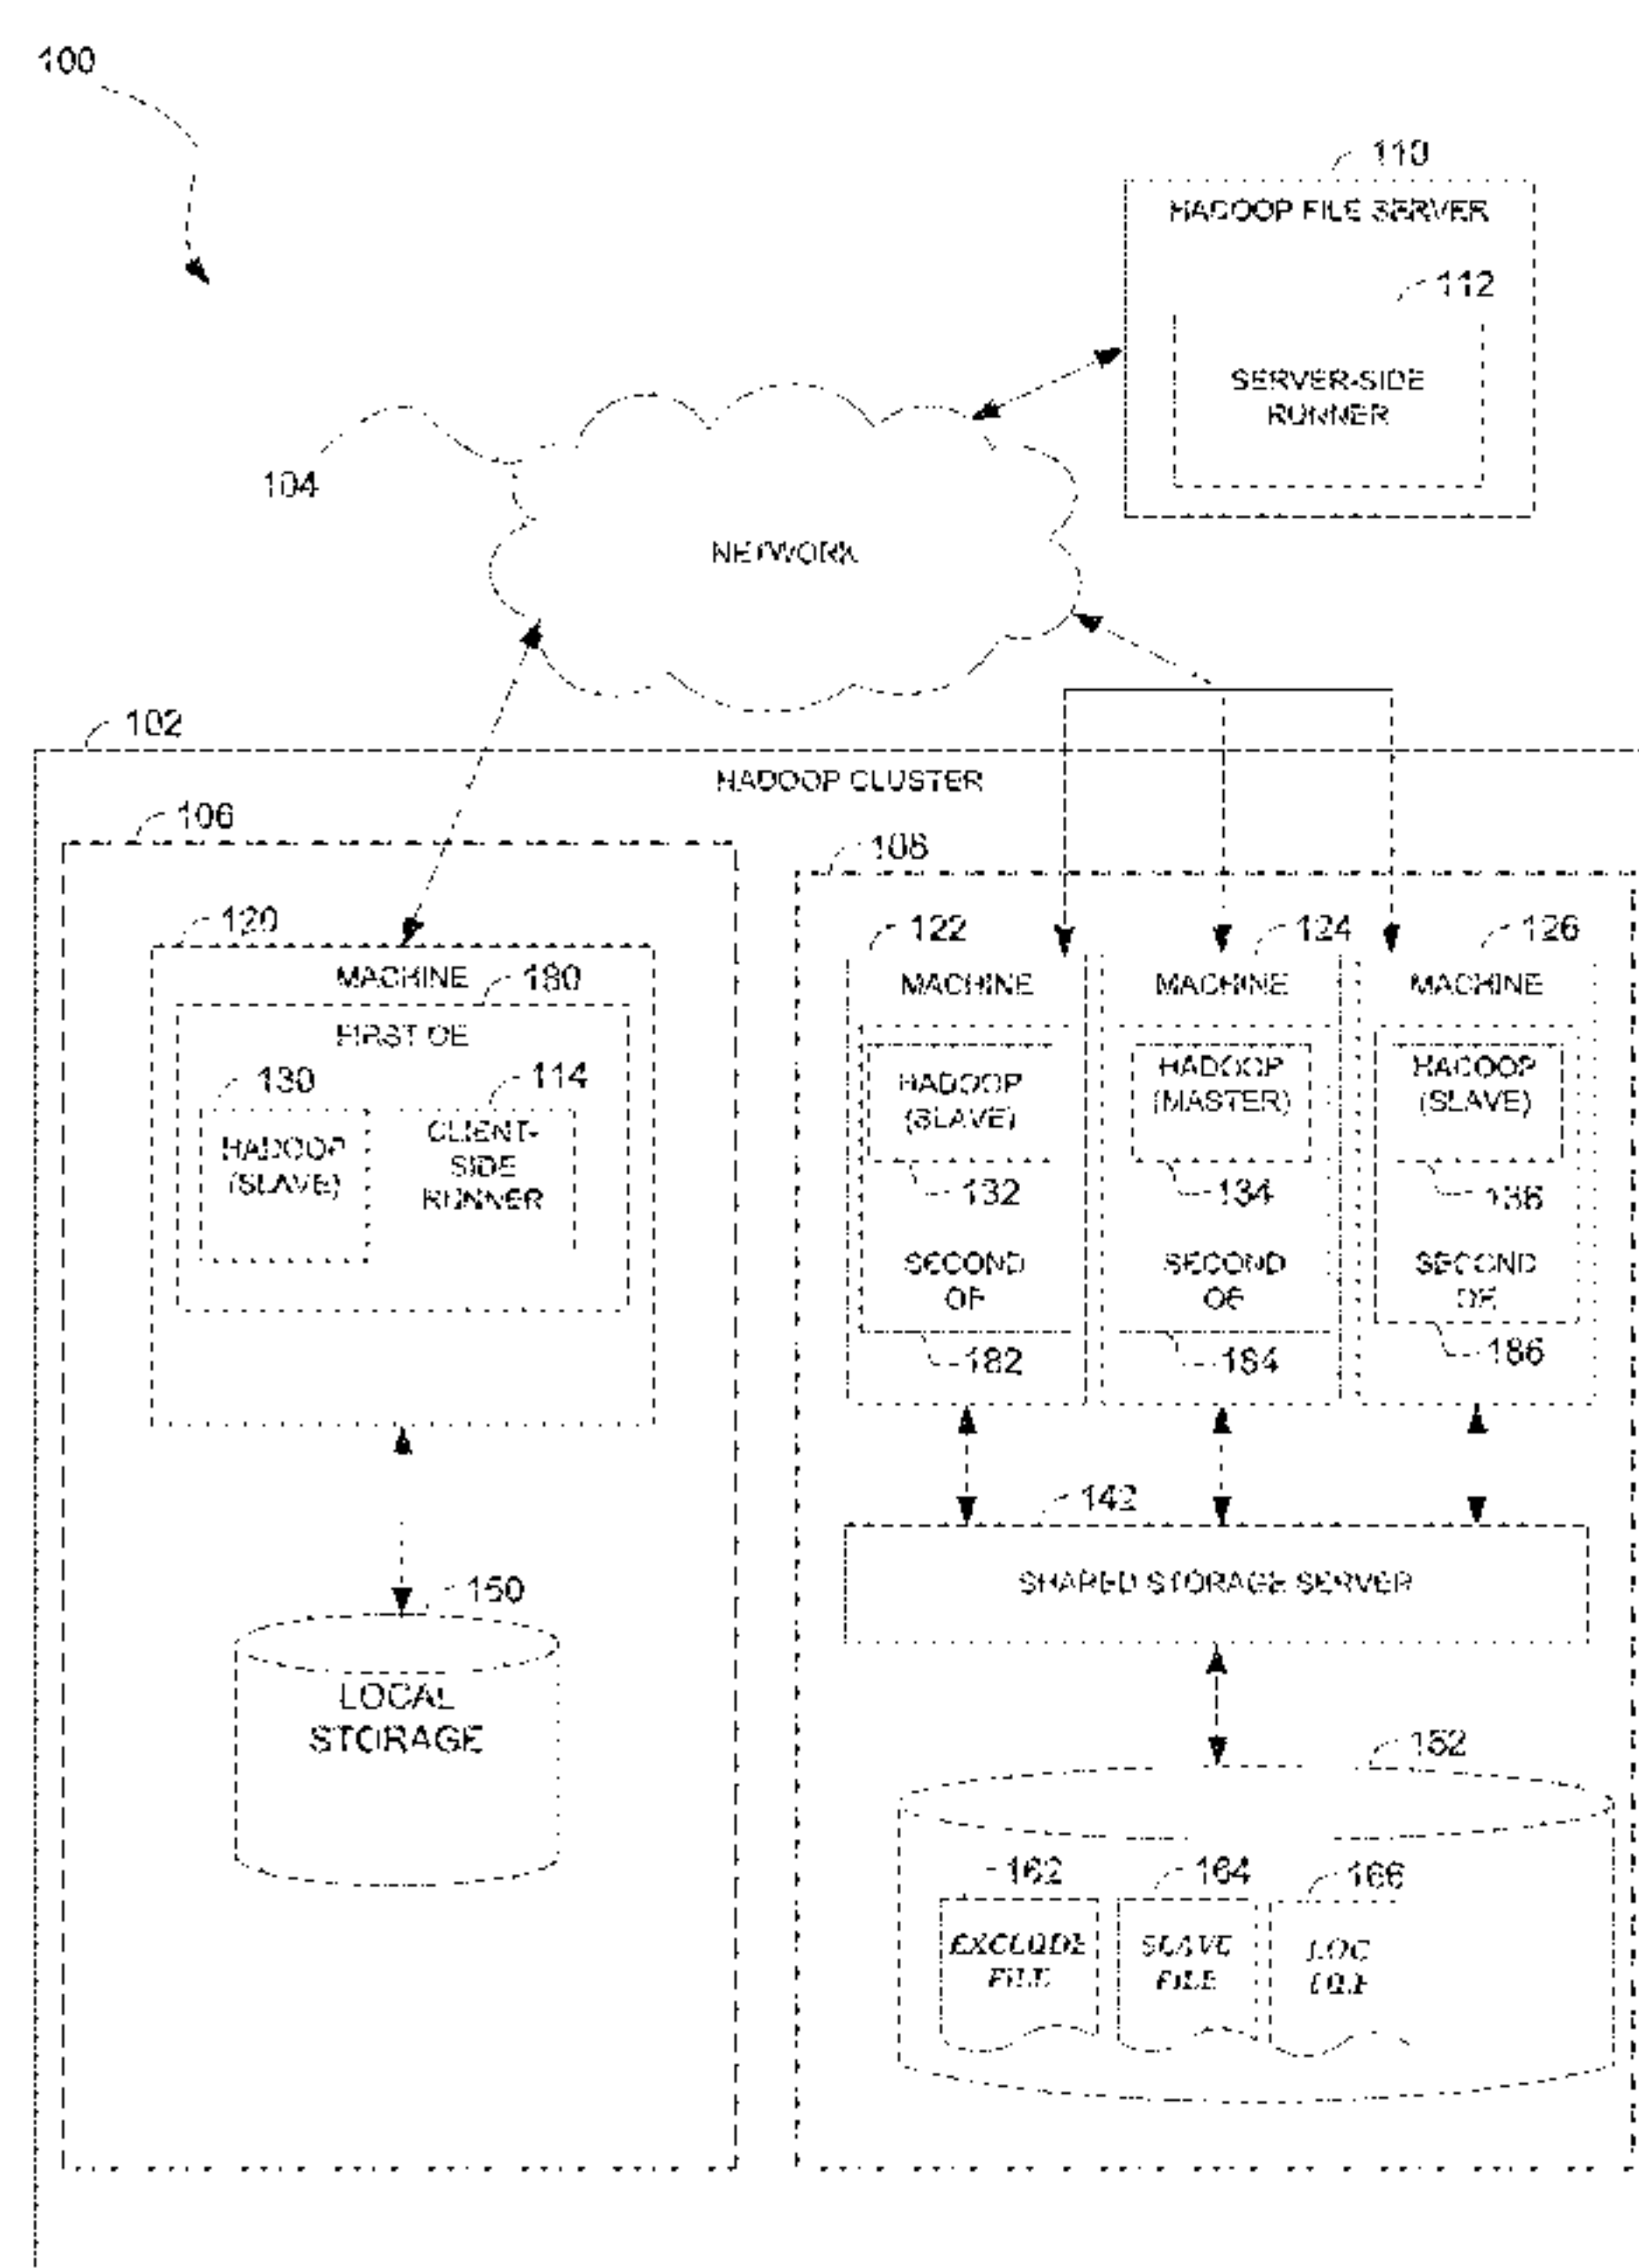 100
110
HADOOP FILE SERVER
112
SERVER-SIDE
RUNNER
104
NETWORK
102
HADOOP CLUSTER
106
108
120
MACHINE
180
FIRST OE
130
HADOOP
(SLAVE)
114
CLIENT-
SIDE
RUNNER
122
MACHINE
HADOOP
(SLAVE)
132
SECOND
OE
182
124
MACHINE
HADOOP
(MASTER)
134
SECOND
OE
184
126
MACHINE
HADOOP
(SLAVE)
136
SECOND
OE
186
142
SHARED STORAGE SERVER
150
LOCAL
STORAGE
152
162
EXCLUDE
FILE
164
SLAVE
FILE
166